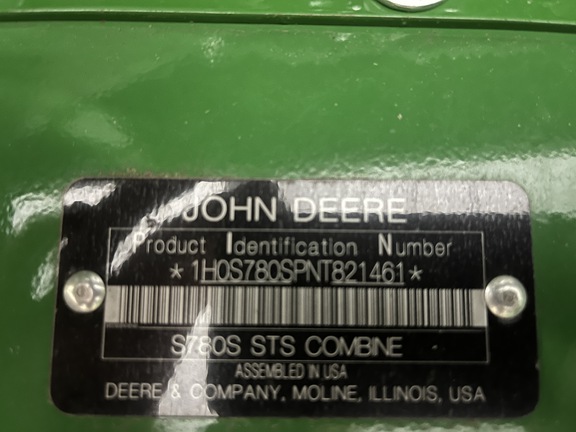 JOHN DEERE
Product Identification Number
*1H0S780SPNT821461*
S780S STS COMBINE
ASSEMBLED IN USA
DEERE & COMPANY, MOLINE, ILLINOIS, USA